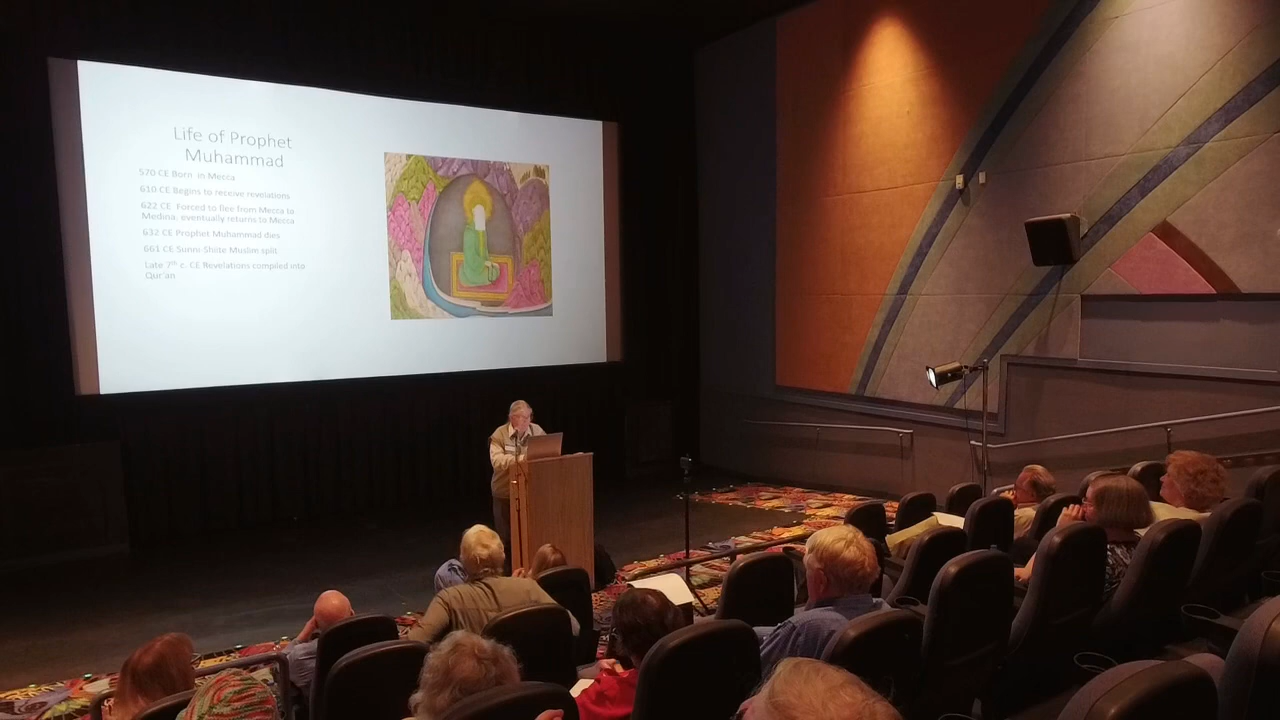 Life of Prophet
Muhammad
570 CE Born in Mecca
610 CE Begins to receive revelations
622 CE Forced to flee from Mecca to
Medina; eventually returns to Mecca
632 CE Prophet Muhammad dies
661 CE Sunni Shiite Muslim split
Late 7th c. CE Revelations compiled into
Qur'an